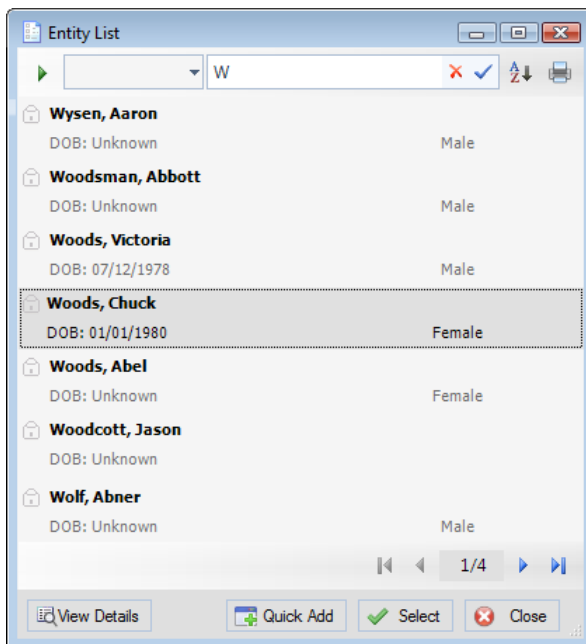 Entity List
W
Wysen, Aaron
DOB: Unknown Male
Woodsman, Abbott
DOB: Unknown Male
Woods, Victoria
DOB: 07/12/1978 Male
Woods, Chuck
DOB: 01/01/1980 Female
Woods, Abel
DOB: Unknown Female
Woodcott, Jason
DOB: Unknown
Wolf, Abner
DOB: Unknown Male
1/4
View Details Quick Add Select Close